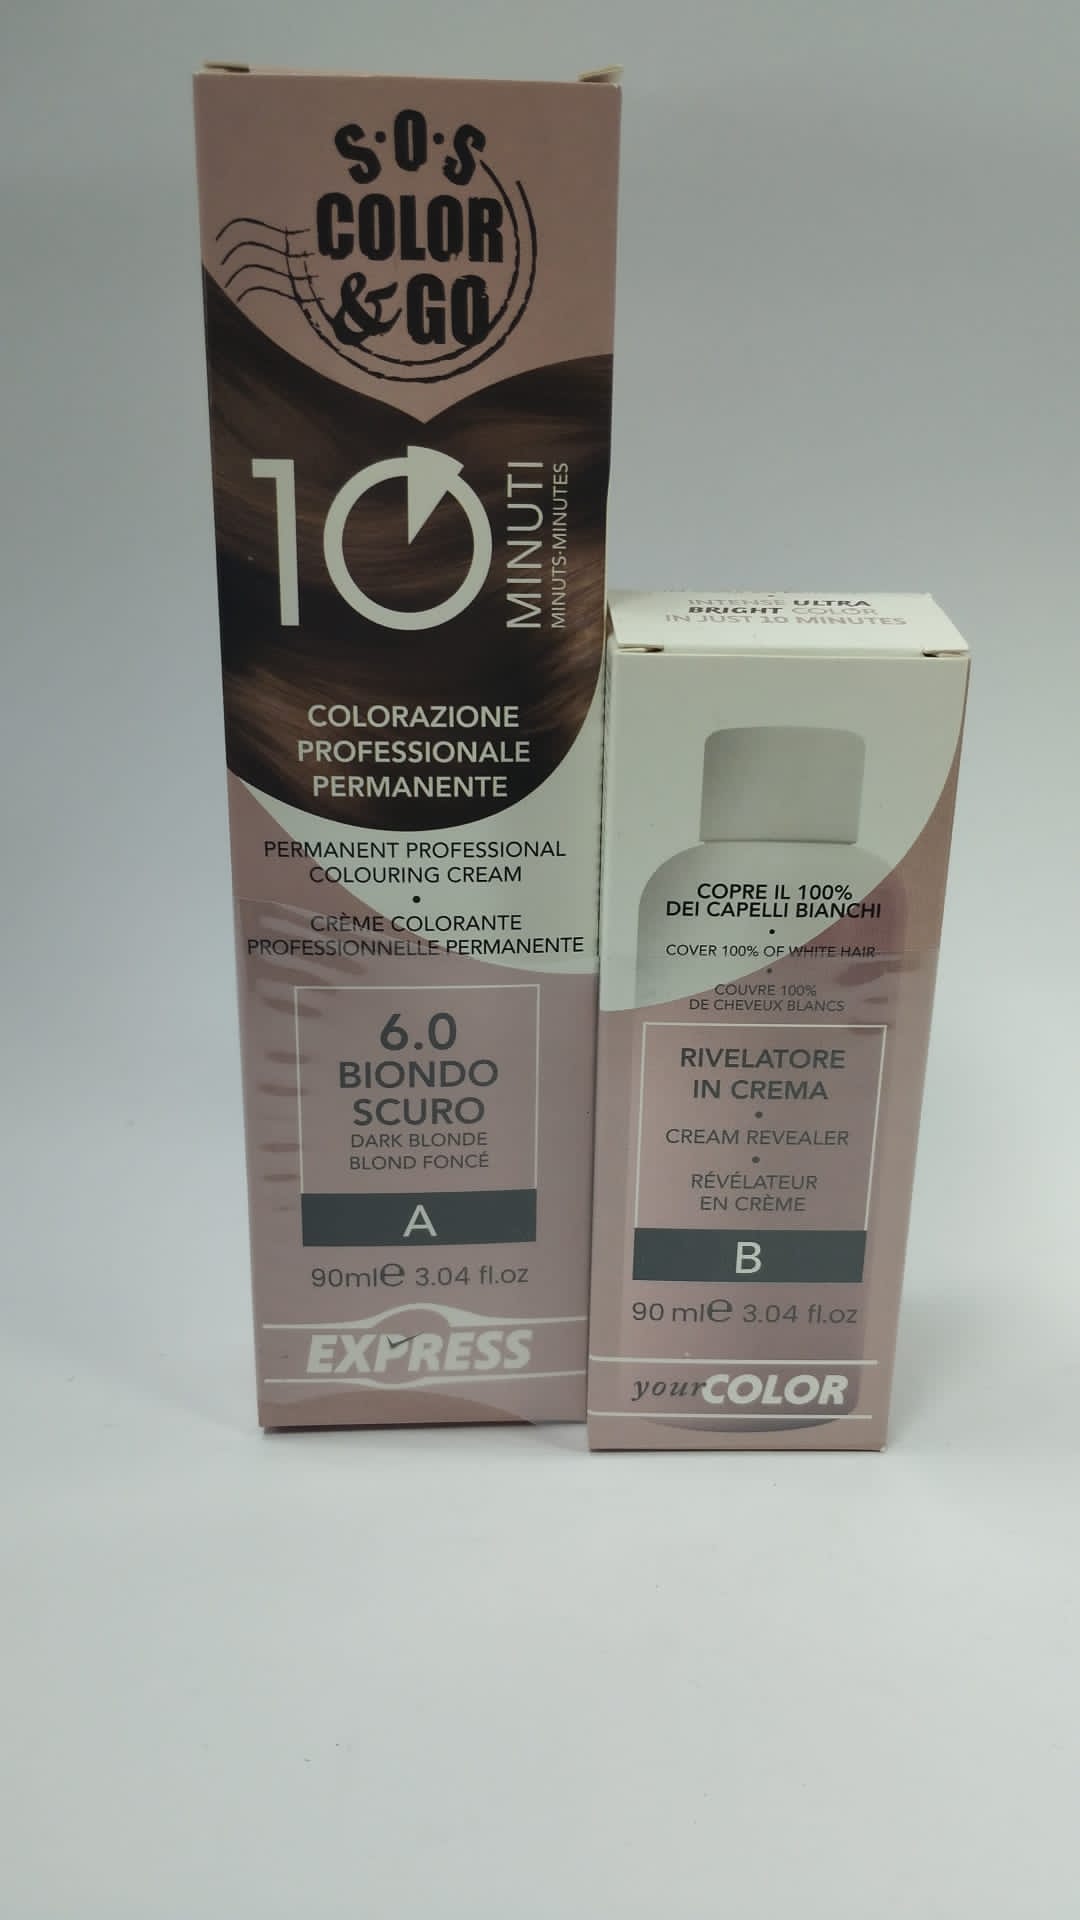 S·O·S
COLOR
& GO
10
MINUTI
MINUTS·MINUTES
COLORAZIONE
PROFESSIONALE
PERMANENTE
PERMANENT PROFESSIONAL
COLOURING CREAM
•
CRÈME COLORANTE
PROFESSIONNELLE PERMANENTE
6.0
BIONDO
SCURO
DARK BLONDE
BLOND FONCÉ
A
90ml℮ 3.04 fl.oz
EXPRESS
INTENSE ULTRA
BRIGHT COLOR
IN JUST 10 MINUTES
COPRE IL 100%
DEI CAPELLI BIANCHI
•
COVER 100% OF WHITE HAIR
•
COUVRE 100%
DE CHEVEUX BLANCS
RIVELATORE
IN CREMA
•
CREAM REVEALER
•
RÉVÉLATEUR
EN CRÈME
B
90 ml℮ 3.04 fl.oz
yourCOLOR